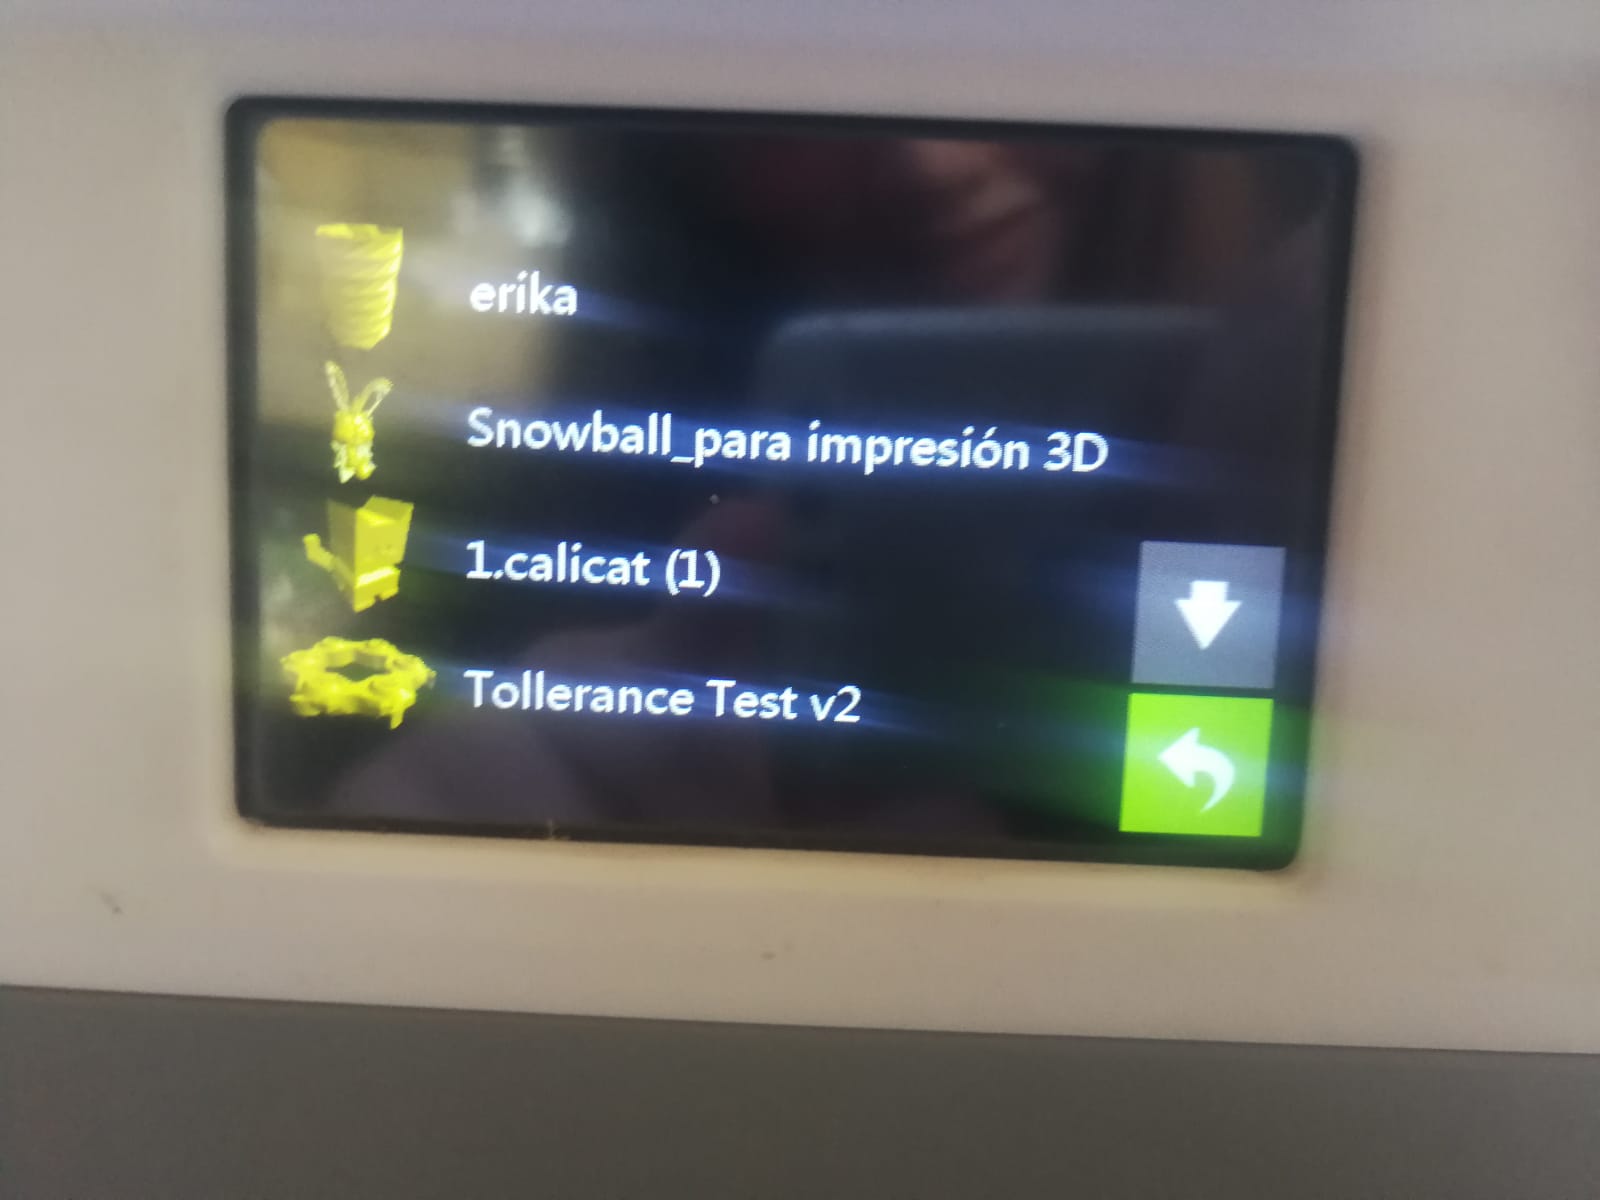 erika
Snowball_para impresión 3D
1.calicat (1)
Tollerance Test v2